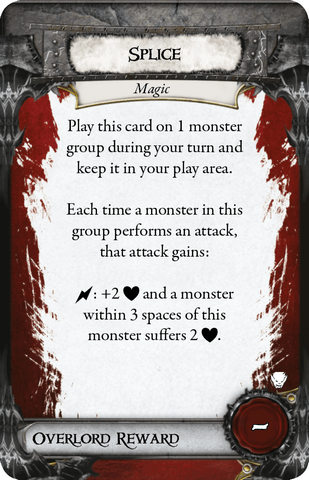 SPLICE
Magic
Play this card on 1 monster
group during your turn and
keep it in your play area.
Each time a monster in this
group performs an attack,
that attack gains:
: +2 ♥ and a monster
within 3 spaces of this
monster suffers 2 ♥.
OVERLORD REWARD
-